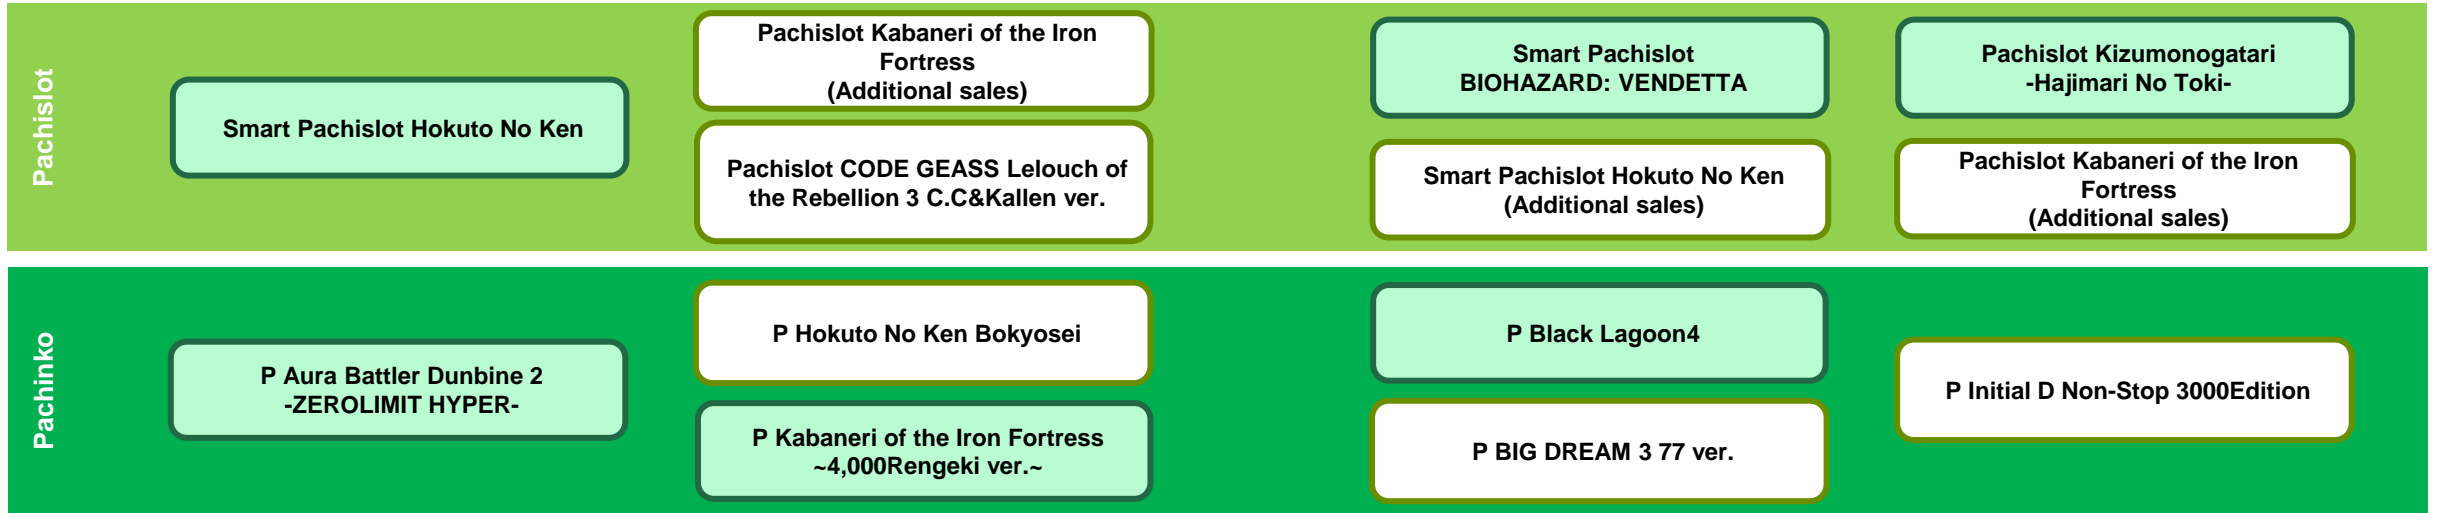 Pachislot
Smart Pachislot Hokuto No Ken
Pachislot Kabaneri of the Iron
Fortress
(Additional sales)
Pachislot CODE GEASS Lelouch of
the Rebellion 3 C.C&Kallen ver.
Smart Pachislot
BIOHAZARD: VENDETTA
Smart Pachislot Hokuto No Ken
(Additional sales)
Pachislot Kizumonogatari
-Hajimari No Toki-
Pachislot Kabaneri of the Iron
Fortress
(Additional sales)
Pachinko
P Aura Battler Dunbine 2
-ZEROLIMIT HYPER-
P Hokuto No Ken Bokyosei
P Kabaneri of the Iron Fortress
~4,000Rengeki ver.~
P Black Lagoon4
P BIG DREAM 3 77 ver.
P Initial D Non-Stop 3000Edition